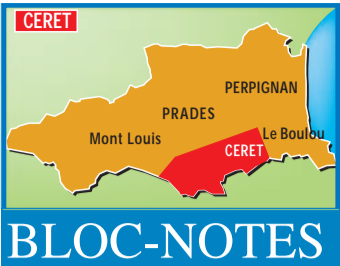 CERET
PERPIGNAN
PRADES
Le Boulou
Mont Louis
CERET
BLOC-NOTES